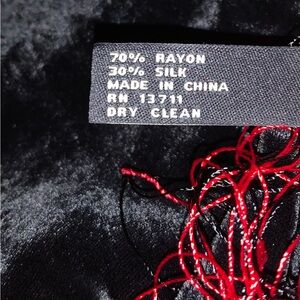 70% RAYON
30% SILK
MADE IN CHINA
RN 13711
DRY CLEAN